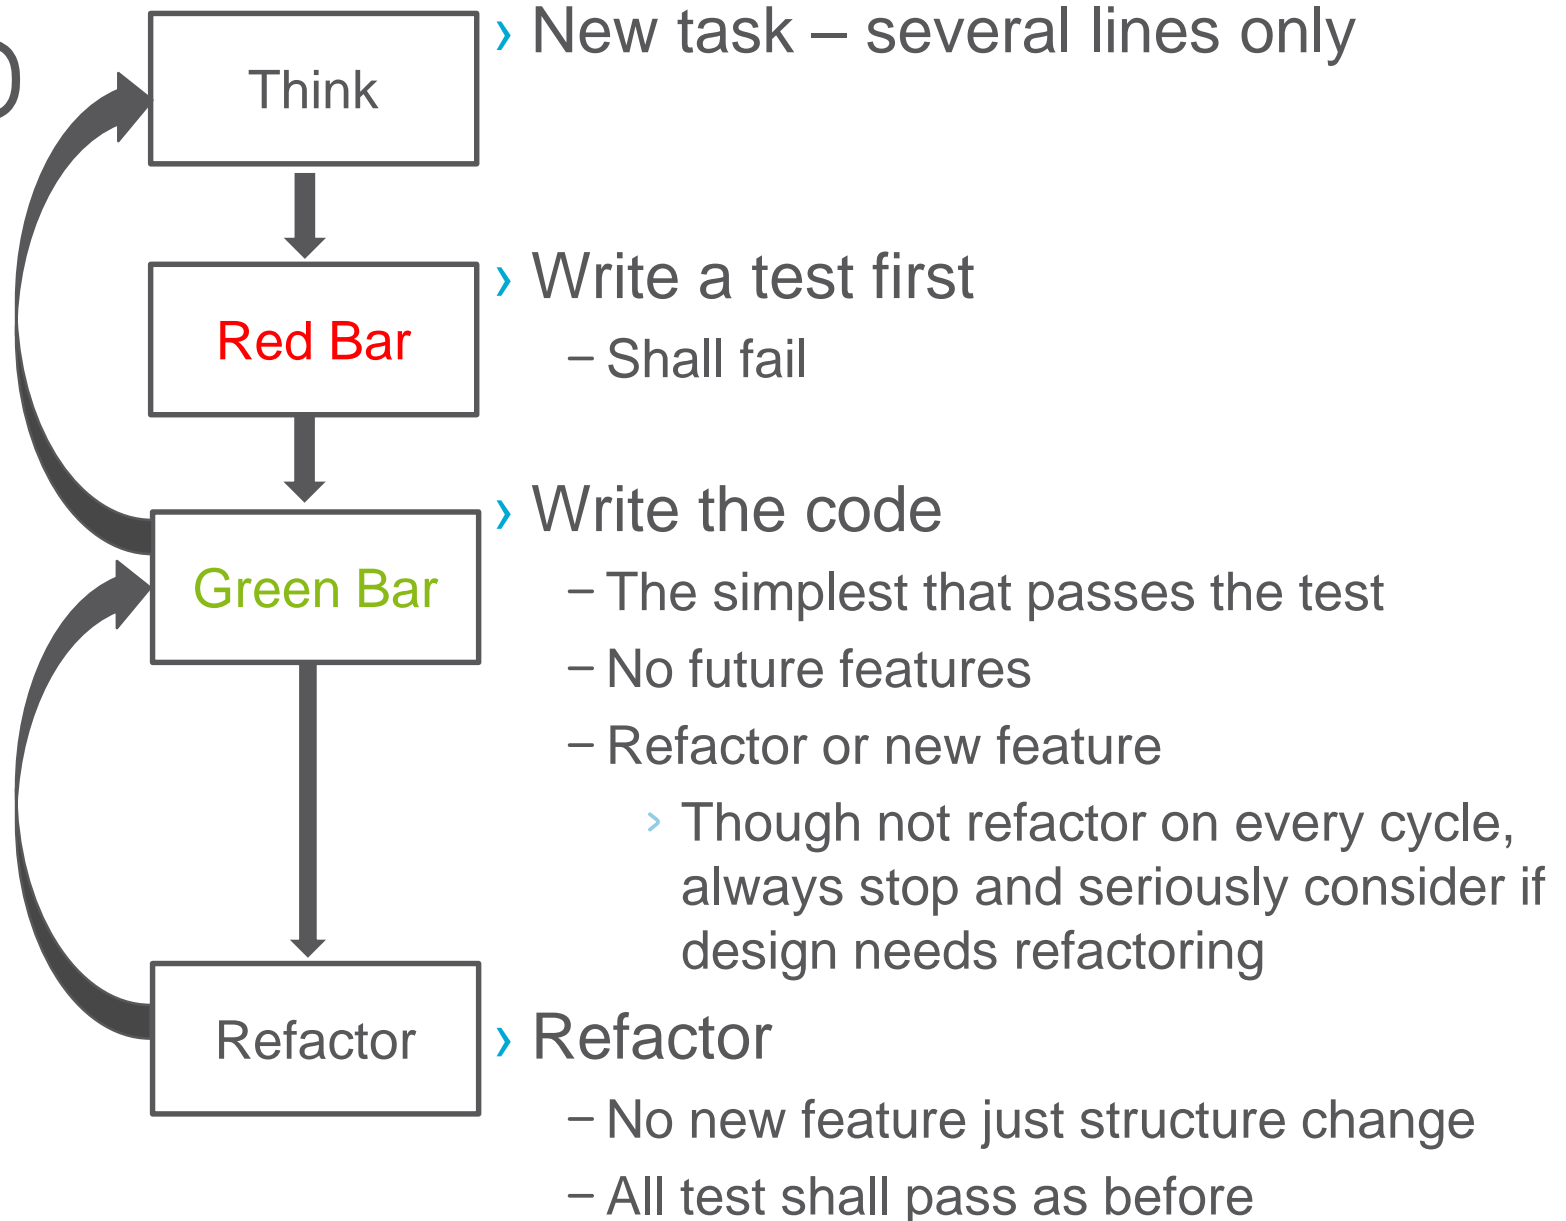 Think
› New task – several lines only
Red Bar
› Write a test first
– Shall fail
Green Bar
› Write the code
– The simplest that passes the test
– No future features
– Refactor or new feature
› Though not refactor on every cycle,
always stop and seriously consider if
design needs refactoring
Refactor
› Refactor
– No new feature just structure change
– All test shall pass as before